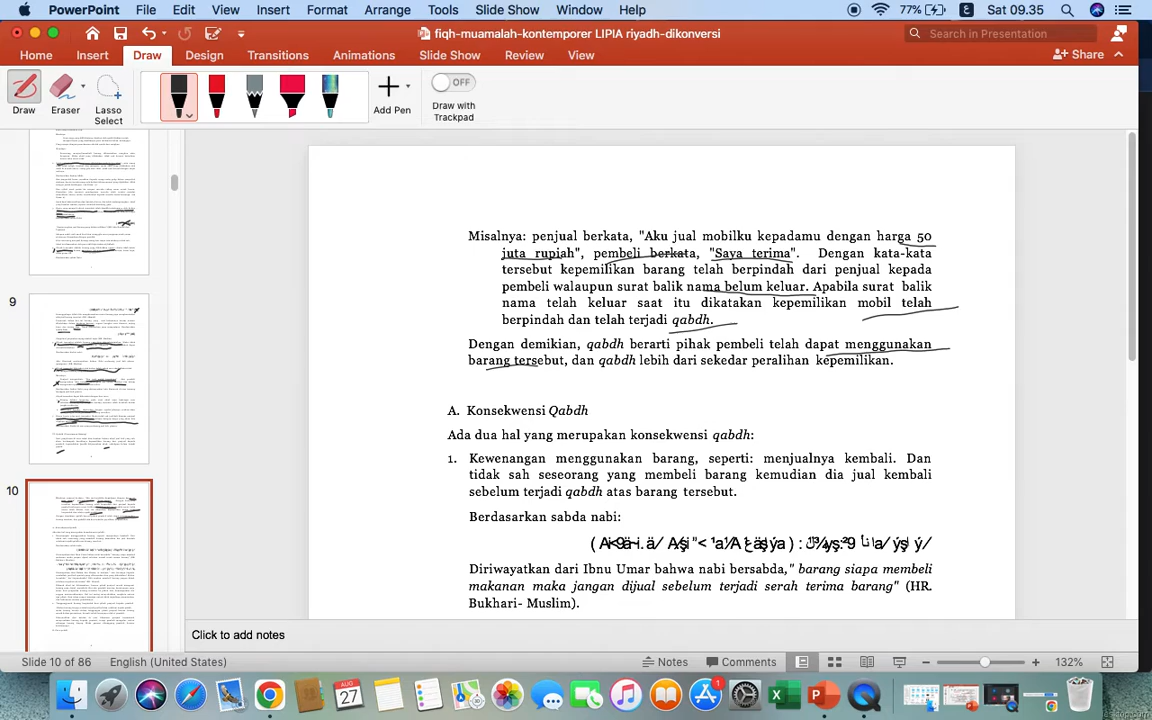 PowerPoint File Edit View Insert Format Arrange Tools Slide Show Window Help 77% Sat 09.35
fiqh-muamalah-kontemporer LIPIA riyadh-dikonversi
Search in Presentation
Home Insert Draw Design Transitions Animations Slide Show Review View
Share
OFF
Draw Eraser Lasso Select Add Pen Draw with Trackpad
9
10
Misalnya: penjual berkata, "Aku jual mobilku kepadamu dengan harga 50
juta rupiah", pembeli berkata, "Saya terima". Dengan kata-kata
tersebut kepemilikan barang telah berpindah dari penjual kepada
pembeli walaupun surat balik nama belum keluar. Apabila surat balik
nama telah keluar saat itu dikatakan kepemilikan mobil telah
berpindah dan telah terjadi qabdh.
Dengan demikian, qabdh berarti pihak pembeli telah dapat menggunakan
barang tersebut, dan qabdh lebih dari sekedar peralihan kepemilikan.
A. Konsekwensi Qabdh
Ada dua hal yang merupakan konsekwensi qabdh:
1. Kewenangan menggunakan barang, seperti: menjualnya kembali. Dan
tidak sah seseorang yang membeli barang kemudian dia jual kembali
sebelum terjadi qabdh atas barang tersebut.
Berdasarkan sabda nabi:
Diriwayatkan dari Ibnu Umar bahwa nabi bersabda," barang siapa membeli
makanan maka jangan dijual sebelum terjadi serah terima barang" (HR.
Bukhari- Muslim).
Click to add notes
Slide 10 of 86 English (United States) Notes Comments 132%
AUG
27
1